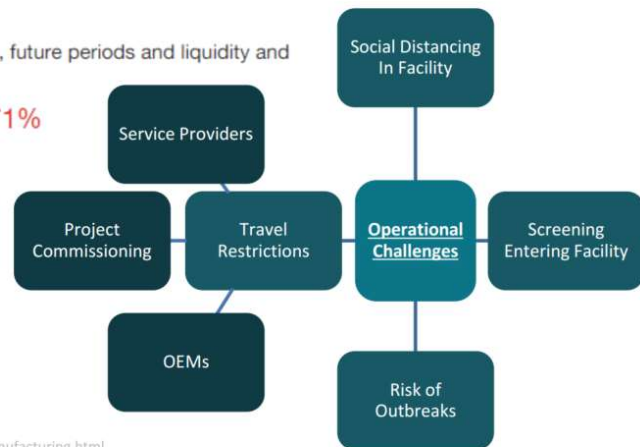 , future periods and liquidity and
71%
Social Distancing
In Facility
Service Providers
Project
Commissioning
Travel
Restrictions
Operational
Challenges
Screening
Entering Facility
OEMs
Risk of
Outbreaks